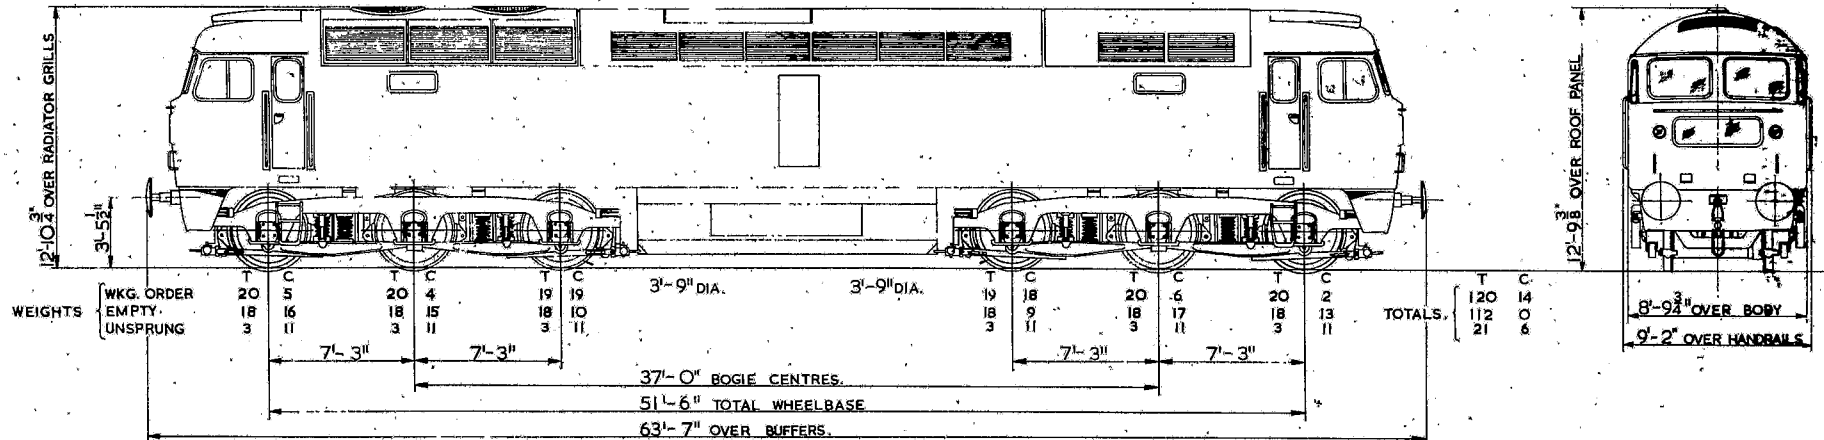 12'-10¾" OVER RADIATOR GRILLS
3'-5½"
12'-9⅜" OVER ROOF PANEL
T C T C T C T C T C T C T C
WEIGHTS
WKG. ORDER 20 5 20 4 19 19 19 18 20 6 20 2
EMPTY. 18 16 18 15 18 10 18 9 18 17 18 13
UNSPRUNG 3 11 3 11 3 11 3 11 3 11 3 11
3'-9" DIA. 3'-9" DIA.
TOTALS.
120 14
112 0
21 6
8'-9¾" OVER BODY
9'-2" OVER HANDRAILS
7'-3" 7'-3" 7'-3" 7'-3"
37'-0" BOGIE CENTRES.
51'-6" TOTAL WHEELBASE
63'-7" OVER BUFFERS.